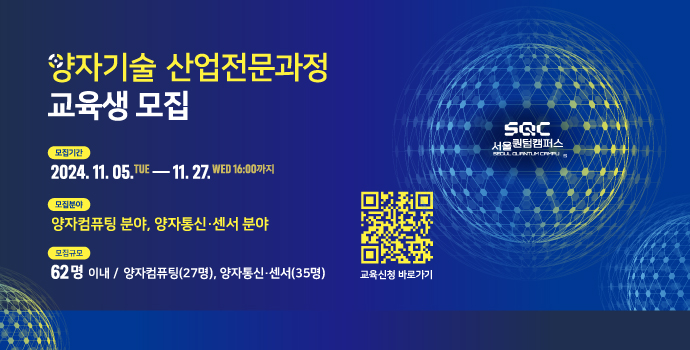 양자기술 산업전문과정
교육생 모집
모집기간
2024. 11. 05. TUE — 11. 27. WED 16:00까지
모집분야
양자컴퓨팅 분야, 양자통신·센서 분야
모집규모
62명 이내 / 양자컴퓨팅(27명), 양자통신·센서(35명)
SQC
서울퀀텀캠퍼스
SEOUL QUANTUM CAMPUS
교육신청 바로가기